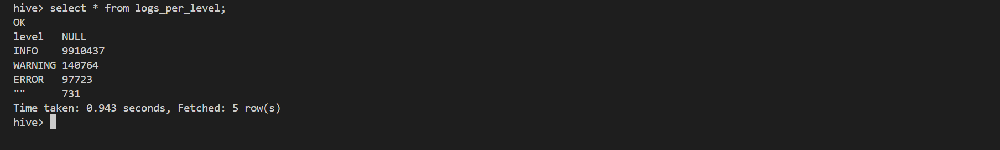 hive> select * from logs_per_level;
OK
level   NULL
INFO    9910437
WARNING 140764
ERROR   97723
""      731
Time taken: 0.943 seconds, Fetched: 5 row(s)
hive>